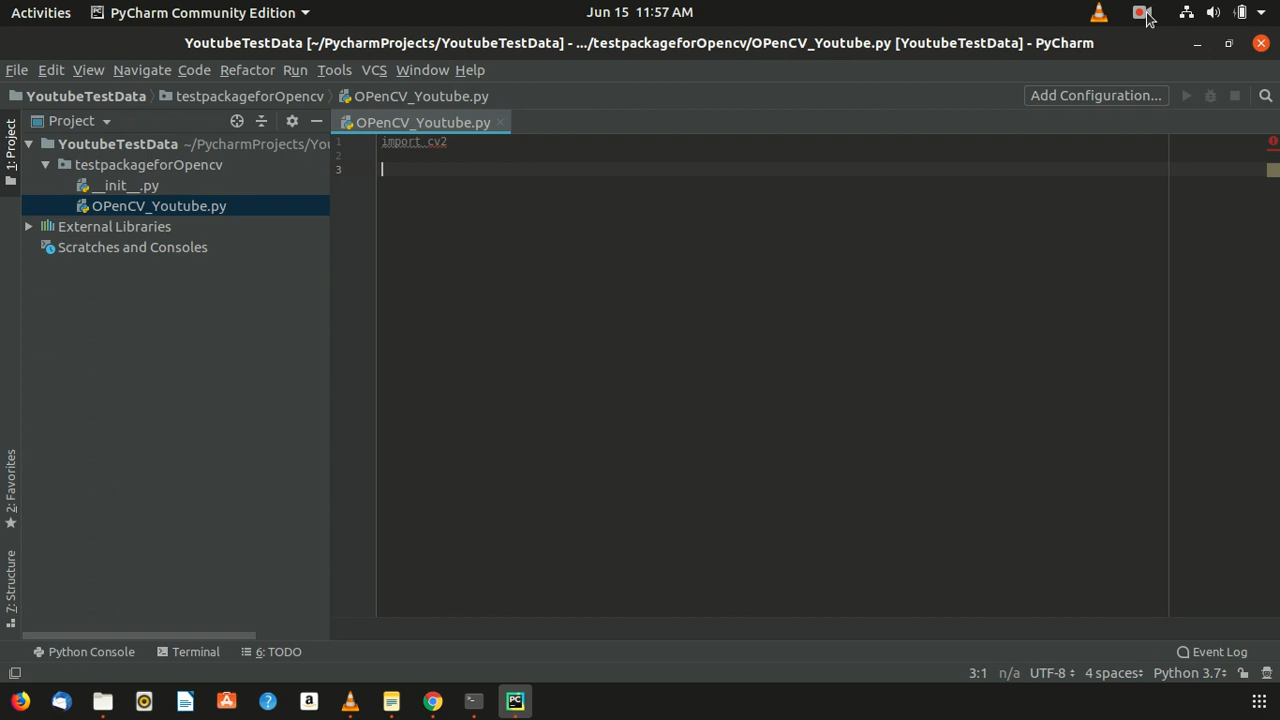 Activities PyCharm Community Edition Jun 15 11:57 AM
YoutubeTestData [~/PycharmProjects/YoutubeTestData] - .../testpackageforOpencv/OPenCV_Youtube.py [YoutubeTestData] - PyCharm
File Edit View Navigate Code Refactor Run Tools VCS Window Help
YoutubeTestData testpackageforOpencv OPenCV_Youtube.py Add Configuration...
1: Project
Project
OPenCV_Youtube.py
YoutubeTestData ~/PycharmProjects/You
testpackageforOpencv
__init__.py
OPenCV_Youtube.py
External Libraries
Scratches and Consoles
1 import cv2
2
3
2: Favorites
7: Structure
Python Console Terminal 6: TODO Event Log
3:1 n/a UTF-8 4 spaces Python 3.7
PC